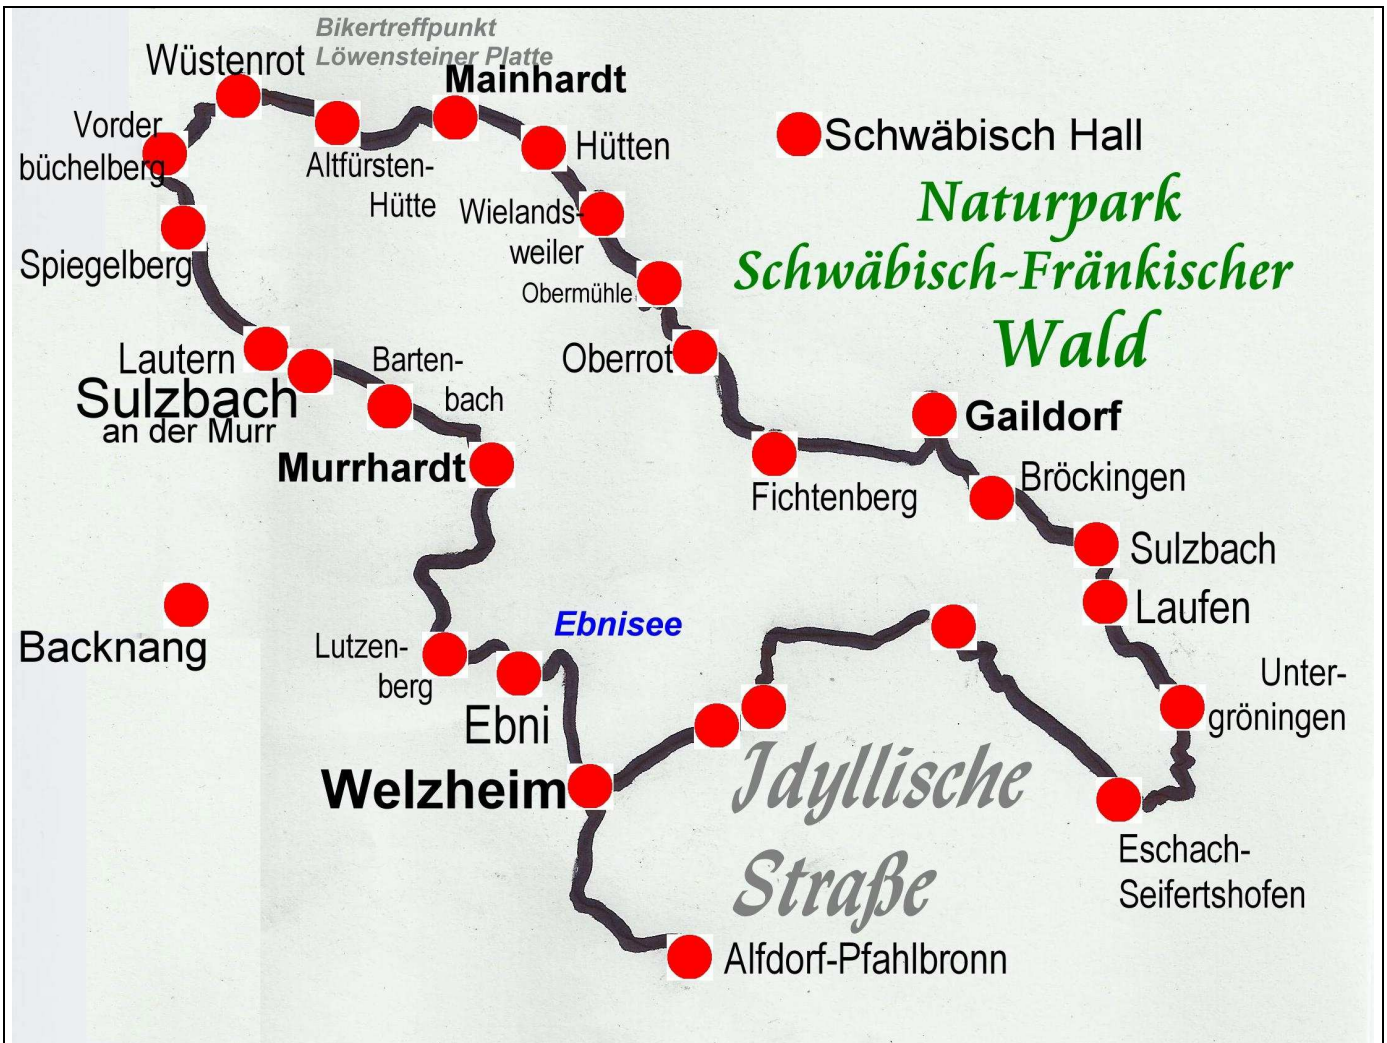 Bikertreffpunkt
Löwensteiner Platte
Wüstenrot
Mainhardt
Vorder
büchelberg
Altfürsten-
Hütte
Hütten
Schwäbisch Hall
Naturpark
Schwäbisch-Fränkischer
Wald
Wielands-
weiler
Spiegelberg
Obermühle
Lautern
Sulzbach
an der Murr
Barten-
bach
Oberrot
Murrhardt
Gaildorf
Fichtenberg
Bröckingen
Sulzbach
Laufen
Backnang
Ebnisee
Lutzen-
berg
Ebni
Unter-
gröningen
Welzheim
Idyllische
Straße
Eschach-
Seifertshofen
Alfdorf-Pfahlbronn